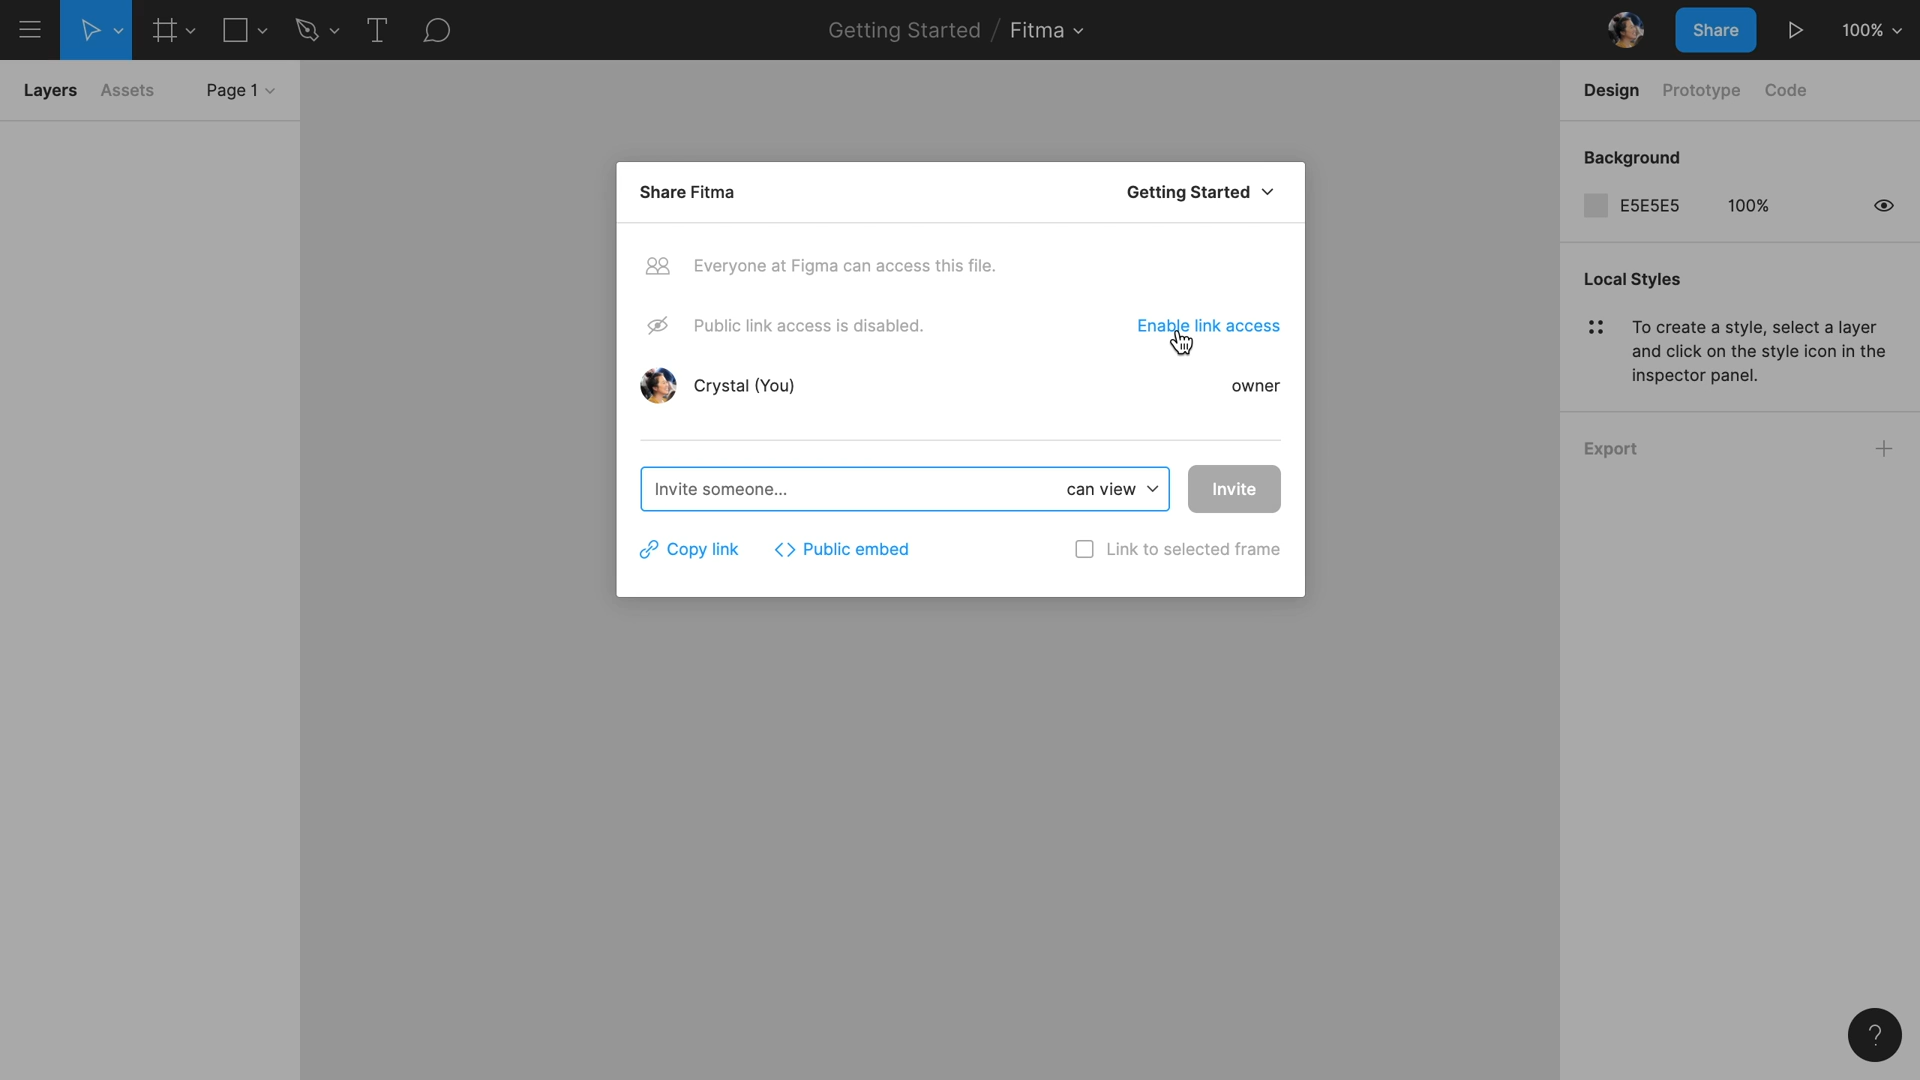 Getting Started / Fitma
Share
100%
Layers
Assets
Page 1
Design
Prototype
Code
Background
E5E5E5
100%
Local Styles
To create a style, select a layer
and click on the style icon in the
inspector panel.
Export
Share Fitma
Getting Started
Everyone at Figma can access this file.
Public link access is disabled.
Enable link access
Crystal (You)
owner
Invite someone...
can view
Invite
Copy link
Public embed
Link to selected frame
?